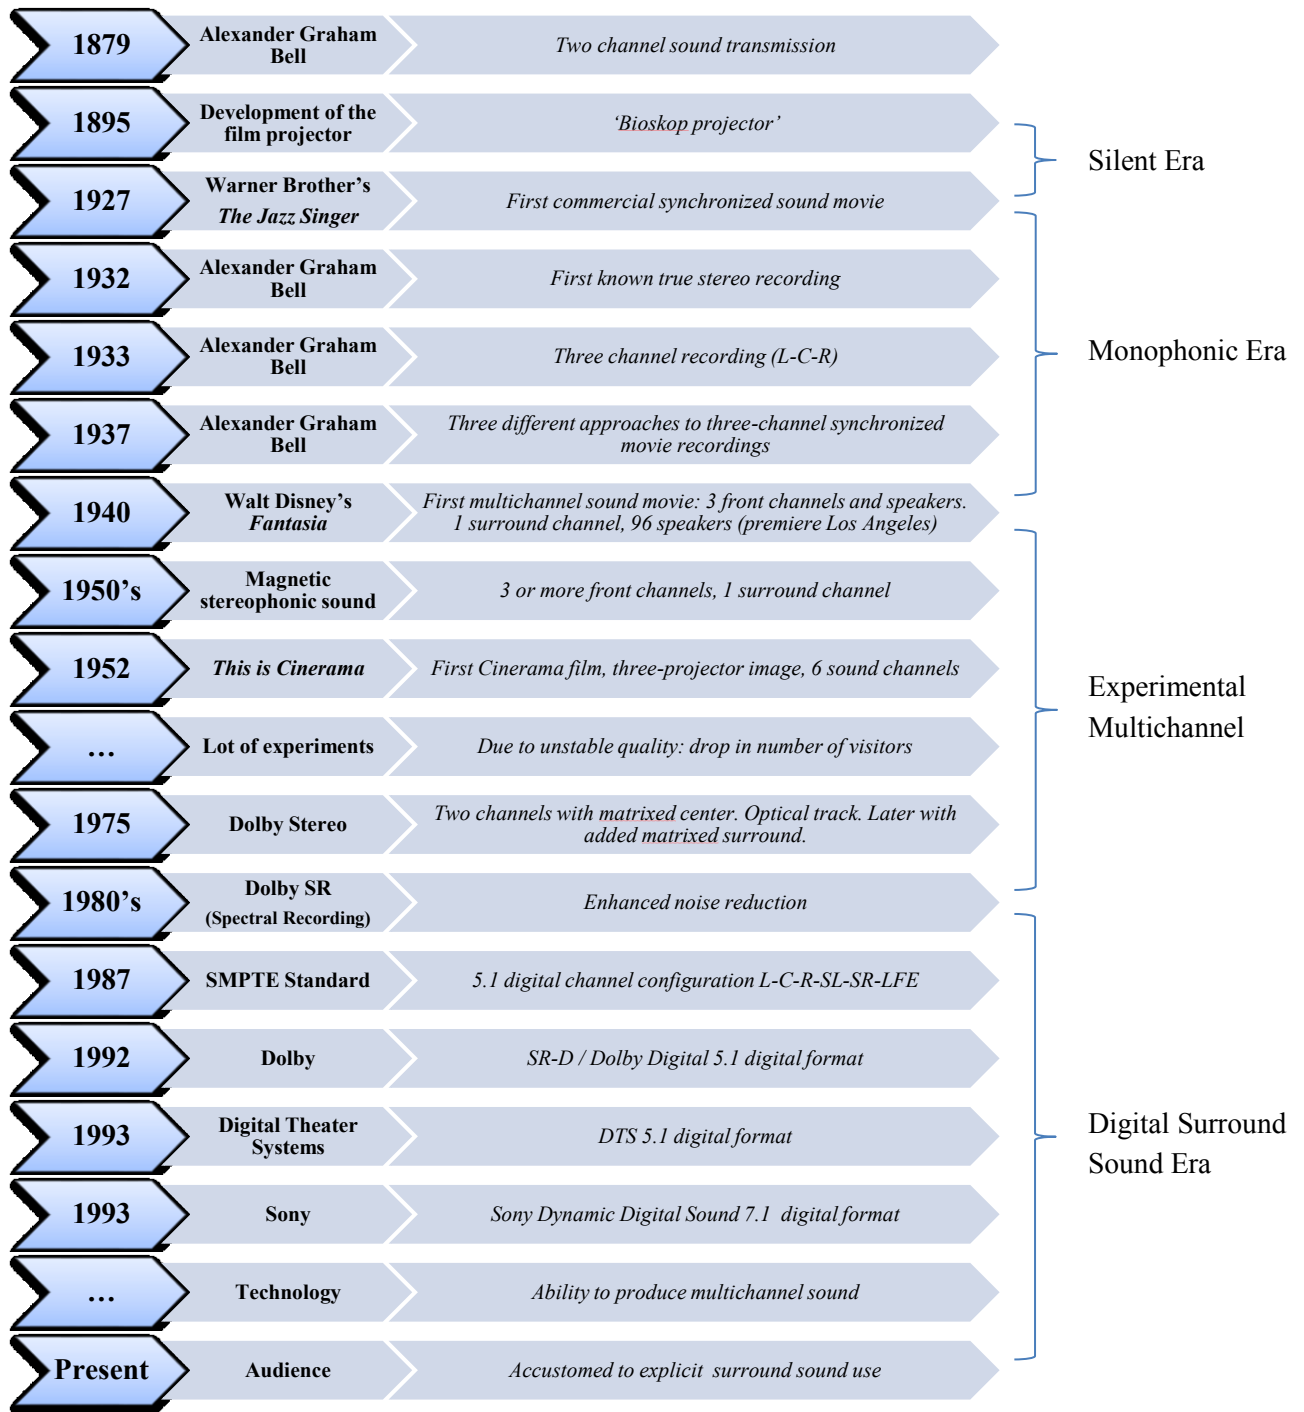 1879
Alexander Graham
Bell
Two channel sound transmission
1895
Development of the
film projector
‘Bioskop projector’
Silent Era
1927
Warner Brother’s
The Jazz Singer
First commercial synchronized sound movie
1932
Alexander Graham
Bell
First known true stereo recording
1933
Alexander Graham
Bell
Three channel recording (L-C-R)
Monophonic Era
1937
Alexander Graham
Bell
Three different approaches to three-channel synchronized
movie recordings
1940
Walt Disney’s
Fantasia
First multichannel sound movie: 3 front channels and speakers.
1 surround channel, 96 speakers (premiere Los Angeles)
1950’s
Magnetic
stereophonic sound
3 or more front channels, 1 surround channel
1952
This is Cinerama
First Cinerama film, three-projector image, 6 sound channels
Experimental
Multichannel
…
Lot of experiments
Due to unstable quality: drop in number of visitors
1975
Dolby Stereo
Two channels with matrixed center. Optical track. Later with
added matrixed surround.
1980’s
Dolby SR
(Spectral Recording)
Enhanced noise reduction
1987
SMPTE Standard
5.1 digital channel configuration L-C-R-SL-SR-LFE
1992
Dolby
SR-D / Dolby Digital 5.1 digital format
1993
Digital Theater
Systems
DTS 5.1 digital format
Digital Surround
Sound Era
1993
Sony
Sony Dynamic Digital Sound 7.1  digital format
…
Technology
Ability to produce multichannel sound
Present
Audience
Accustomed to explicit  surround sound use